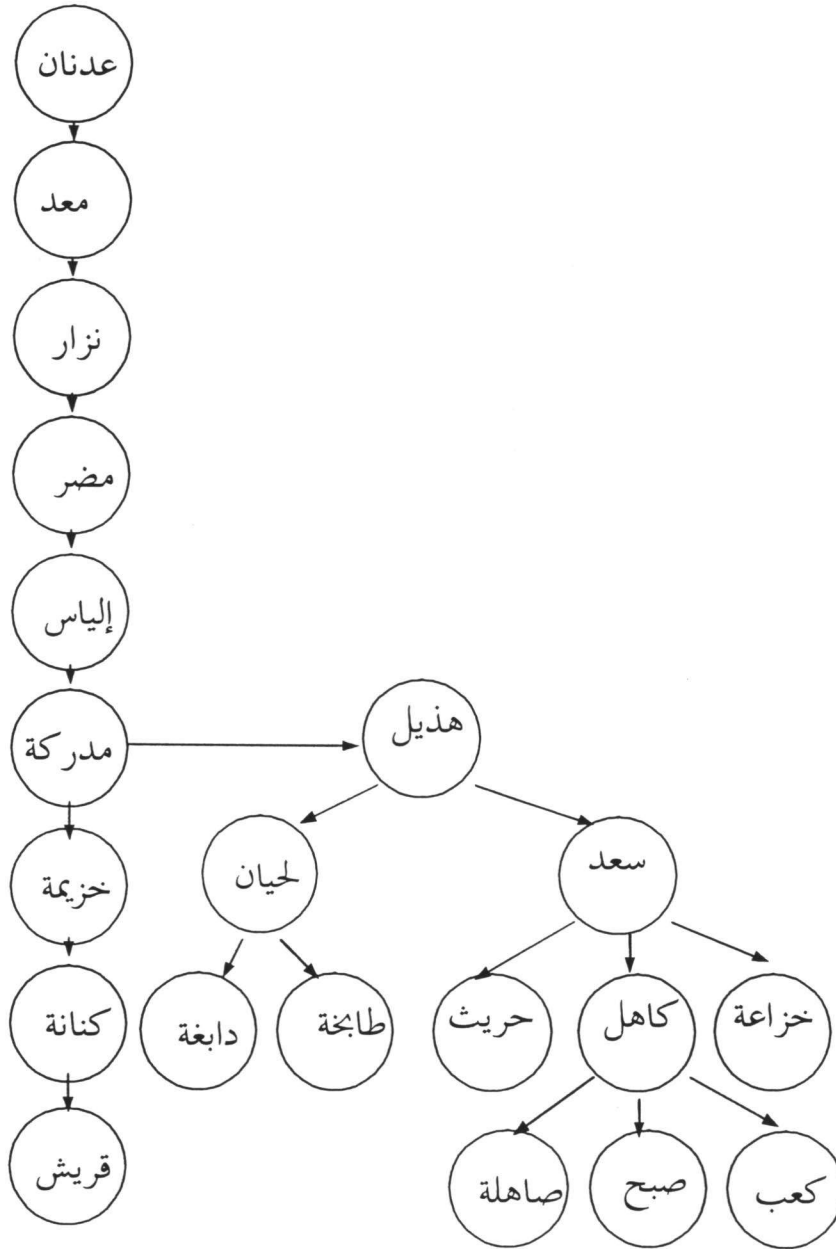 عدنان
معد
نزار
مضر
إلياس
مدركة
هذيل
خزيمة
سعد
لحيان
كنانة
خزاعة
كاهل
حريث
طابخة
دابغة
قريش
كعب
صبح
صاهلة